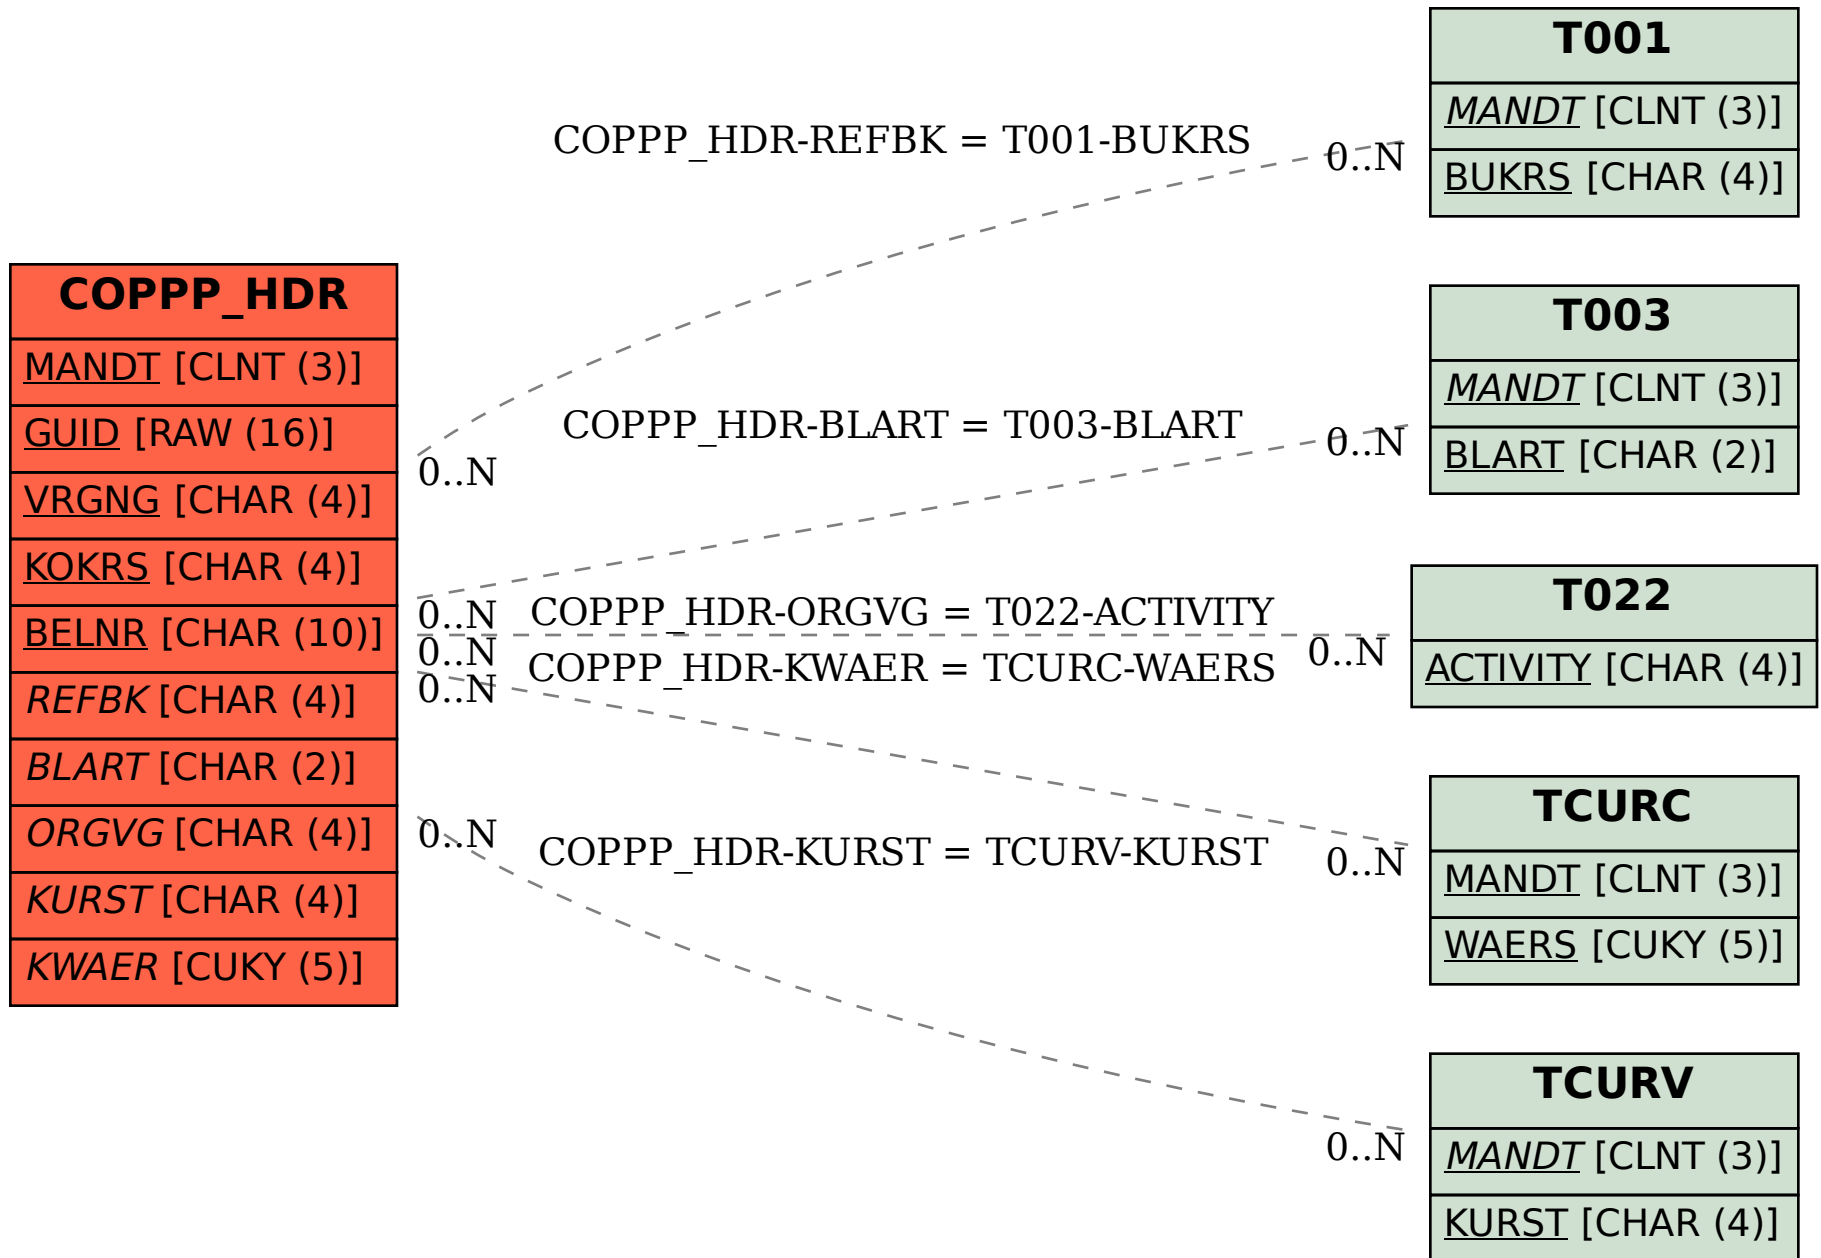 COPPP_HDR
MANDT [CLNT (3)]
GUID [RAW (16)]
VRGNG [CHAR (4)]
KOKRS [CHAR (4)]
BELNR [CHAR (10)]
REFBK [CHAR (4)]
BLART [CHAR (2)]
ORGVG [CHAR (4)]
KURST [CHAR (4)]
KWAER [CUKY (5)]
COPPP_HDR-REFBK = T001-BUKRS
0..N
0..N
COPPP_HDR-BLART = T003-BLART
0..N
0..N
COPPP_HDR-ORGVG = T022-ACTIVITY
0..N
0..N
COPPP_HDR-KWAER = TCURC-WAERS
0..N
0..N
COPPP_HDR-KURST = TCURV-KURST
0..N
0..N
T001
MANDT [CLNT (3)]
BUKRS [CHAR (4)]
T003
MANDT [CLNT (3)]
BLART [CHAR (2)]
T022
ACTIVITY [CHAR (4)]
TCURC
MANDT [CLNT (3)]
WAERS [CUKY (5)]
TCURV
MANDT [CLNT (3)]
KURST [CHAR (4)]